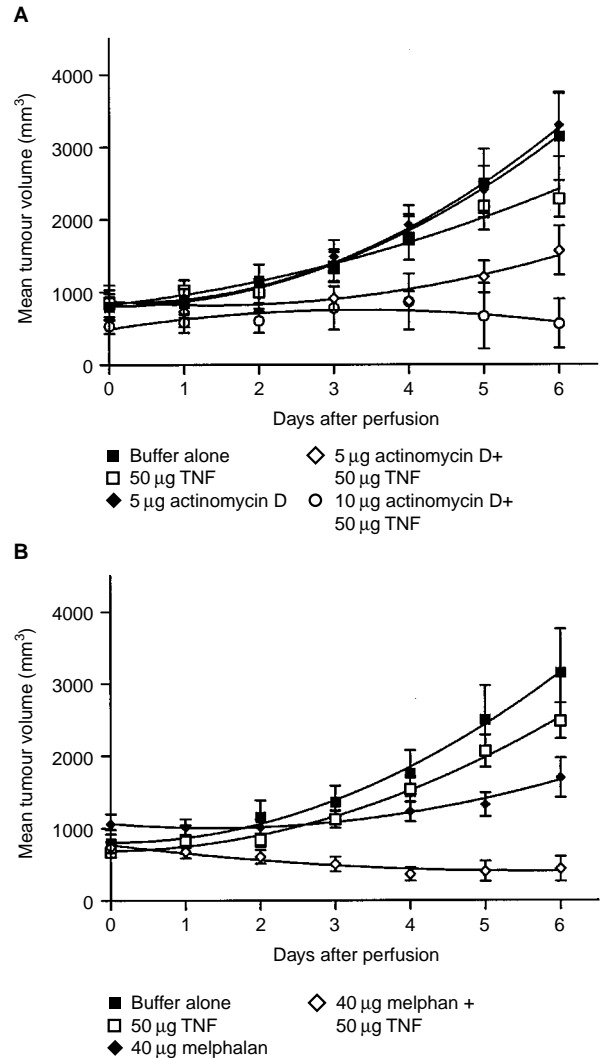 A
Mean tumour volume (mm³)
4000
3000
2000
1000
0
0 1 2 3 4 5 6
Days after perfusion
Buffer alone
50 µg TNF
5 µg actinomycin D
5 µg actinomycin D+
50 µg TNF
10 µg actinomycin D+
50 µg TNF
B
Mean tumour volume (mm³)
4000
3000
2000
1000
0
0 1 2 3 4 5 6
Days after perfusion
Buffer alone
50 µg TNF
40 µg melphalan
40 µg melphan +
50 µg TNF